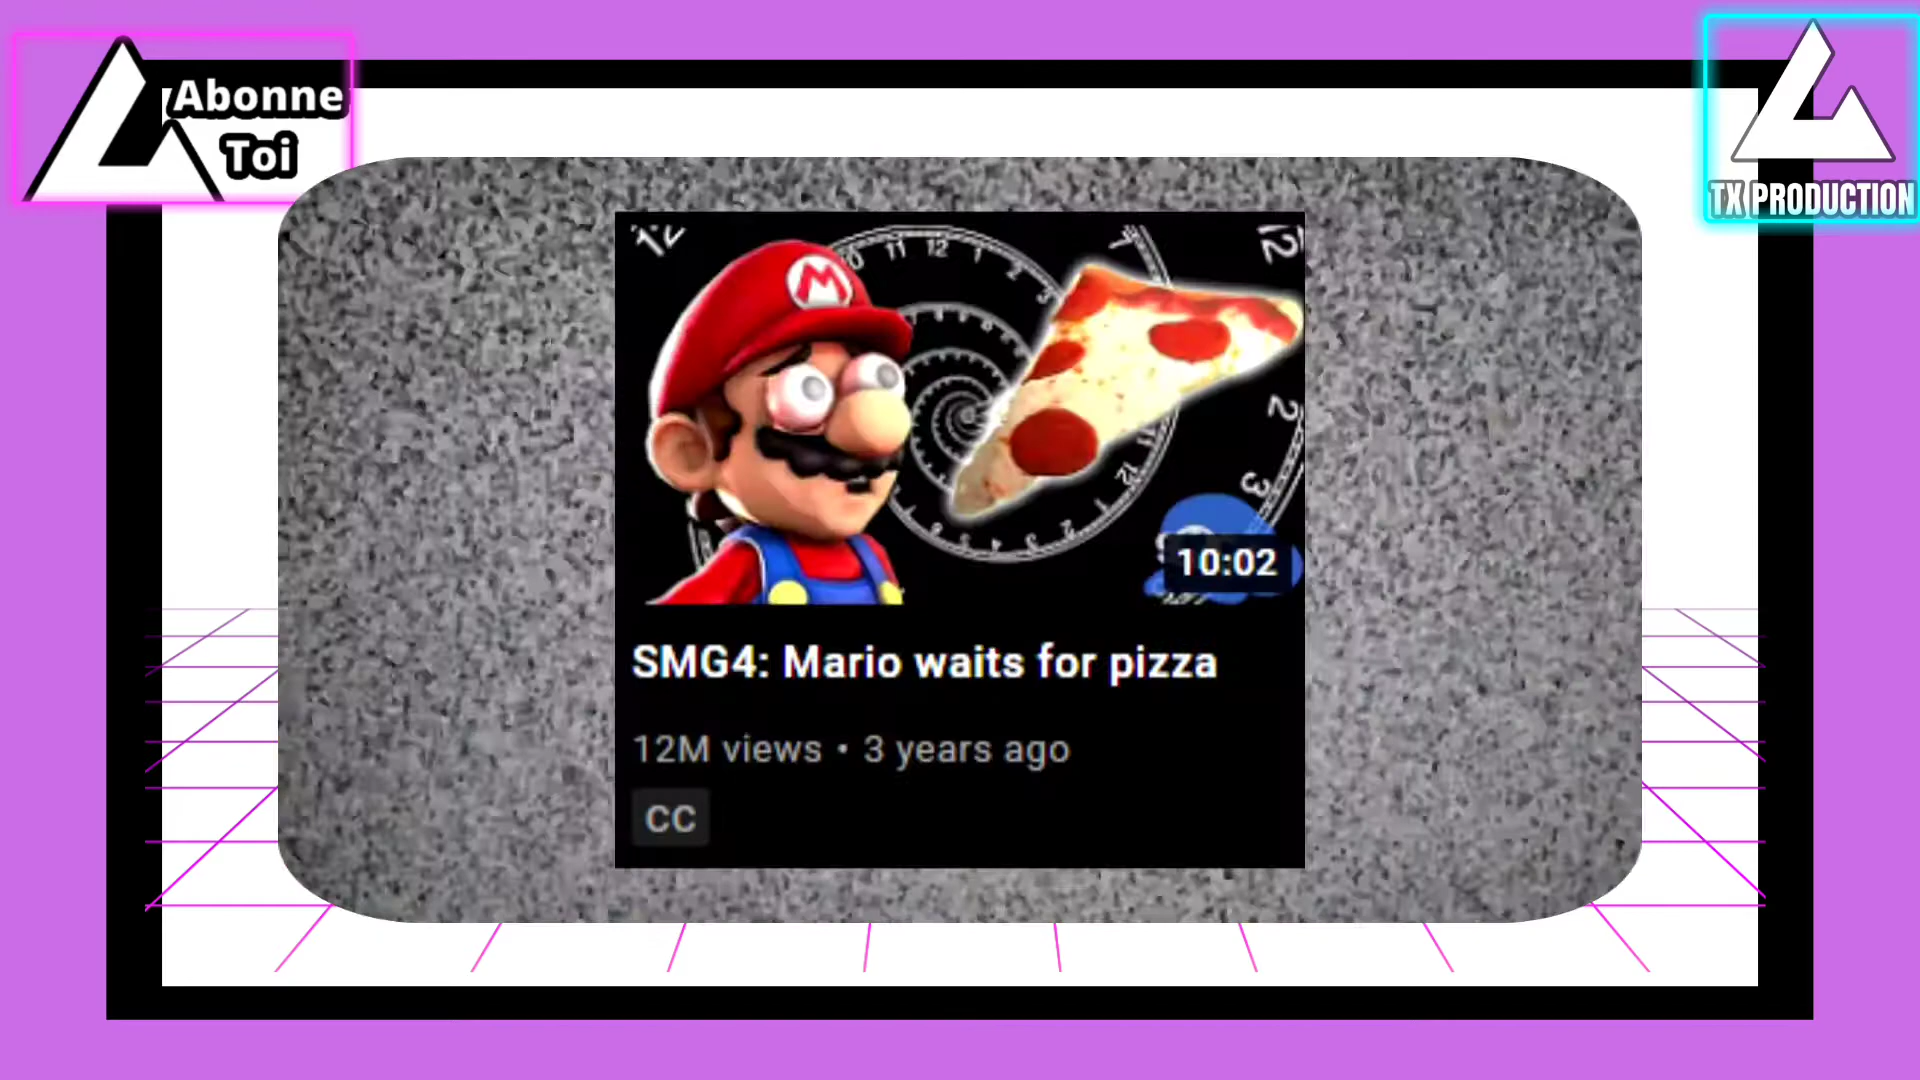 Abonne
Toi
TX PRODUCTION
M
10:02
SMG4: Mario waits for pizza
12M views • 3 years ago
CC